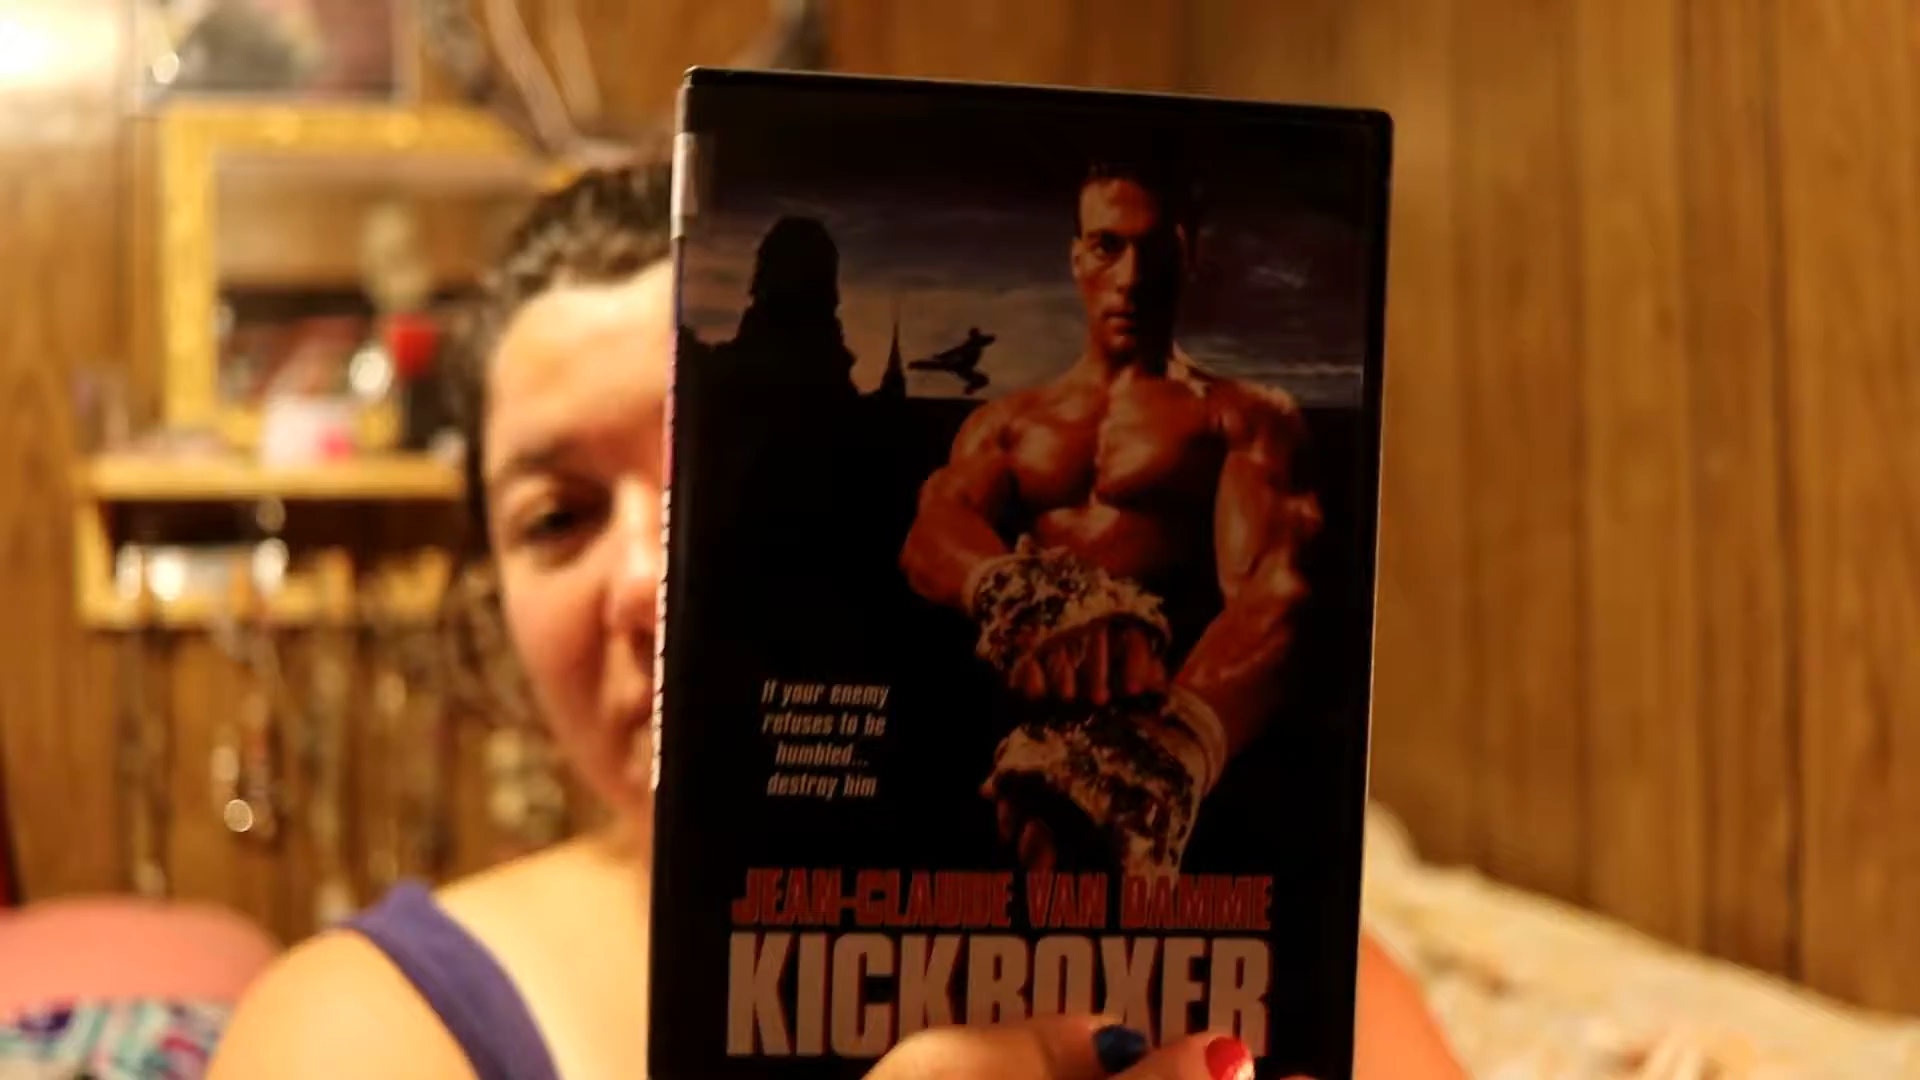 If your enemy
refuses to be
humbled...
destroy him
JEAN-CLAUDE VAN DAMME
KICKBOXER